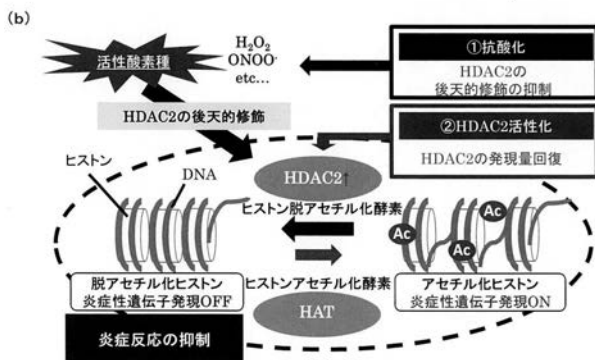 (b)
活性酸素種
H₂O₂
ONOO⁻
etc...
①抗酸化
HDAC2の
後天的修飾の抑制
HDAC2の後天的修飾
②HDAC2活性化
HDAC2の発現量回復
ヒストン
DNA
HDAC2↑
ヒストン脱アセチル化酵素
Ac
Ac
Ac
脱アセチル化ヒストン
炎症性遺伝子発現OFF
ヒストンアセチル化酵素
HAT
アセチル化ヒストン
炎症性遺伝子発現ON
炎症反応の抑制